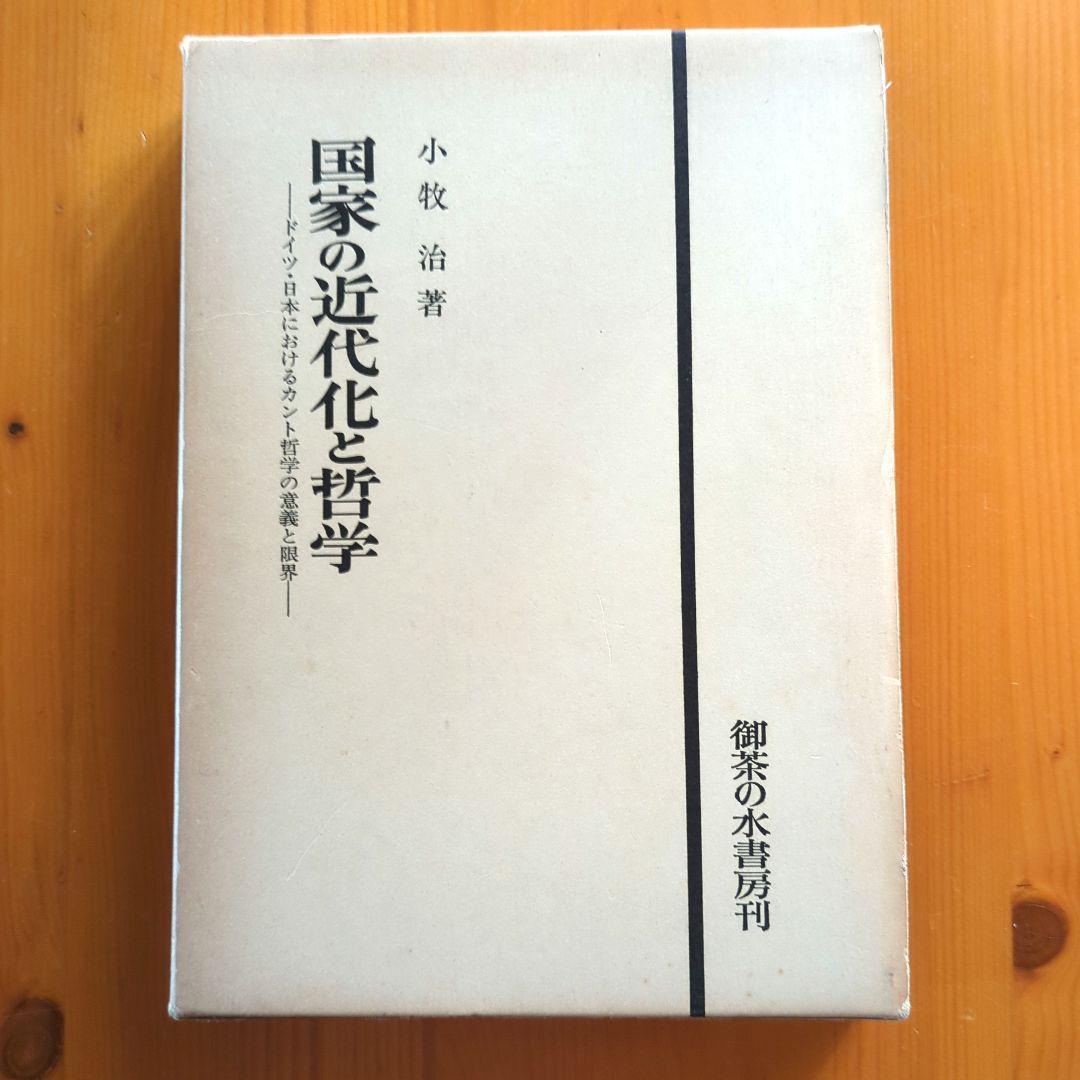 小牧 治著
国家の近代化と哲学
――ドイツ・日本におけるカント哲学の意義と限界――
御茶の水書房刊